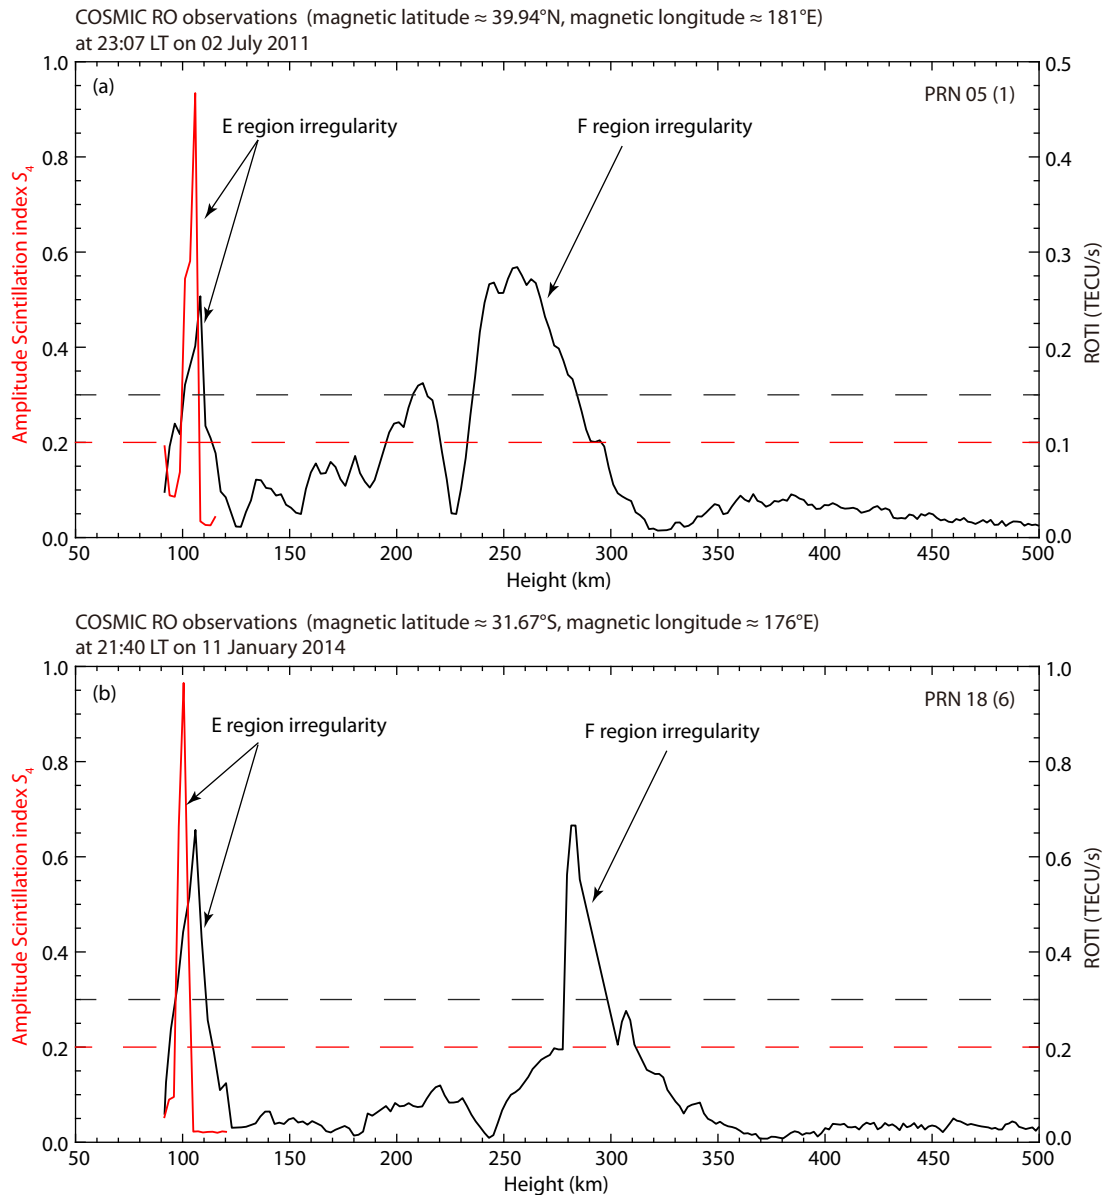 COSMIC RO observations (magnetic latitude ≈ 39.94°N, magnetic longitude ≈ 181°E)
at 23:07 LT on 02 July 2011
(a)
PRN 05 (1)
E region irregularity
F region irregularity
1.0
0.8
0.6
0.4
0.2
0.0
Amplitude Scintillation index S₄
0.5
0.4
0.3
0.2
0.1
0.0
ROTI (TECU/s)
50 100 150 200 250 300 350 400 450 500
Height (km)
COSMIC RO observations (magnetic latitude ≈ 31.67°S, magnetic longitude ≈ 176°E)
at 21:40 LT on 11 January 2014
(b)
PRN 18 (6)
E region irregularity
F region irregularity
1.0
0.8
0.6
0.4
0.2
0.0
Amplitude Scintillation index S₄
1.0
0.8
0.6
0.4
0.2
0.0
ROTI (TECU/s)
50 100 150 200 250 300 350 400 450 500
Height (km)